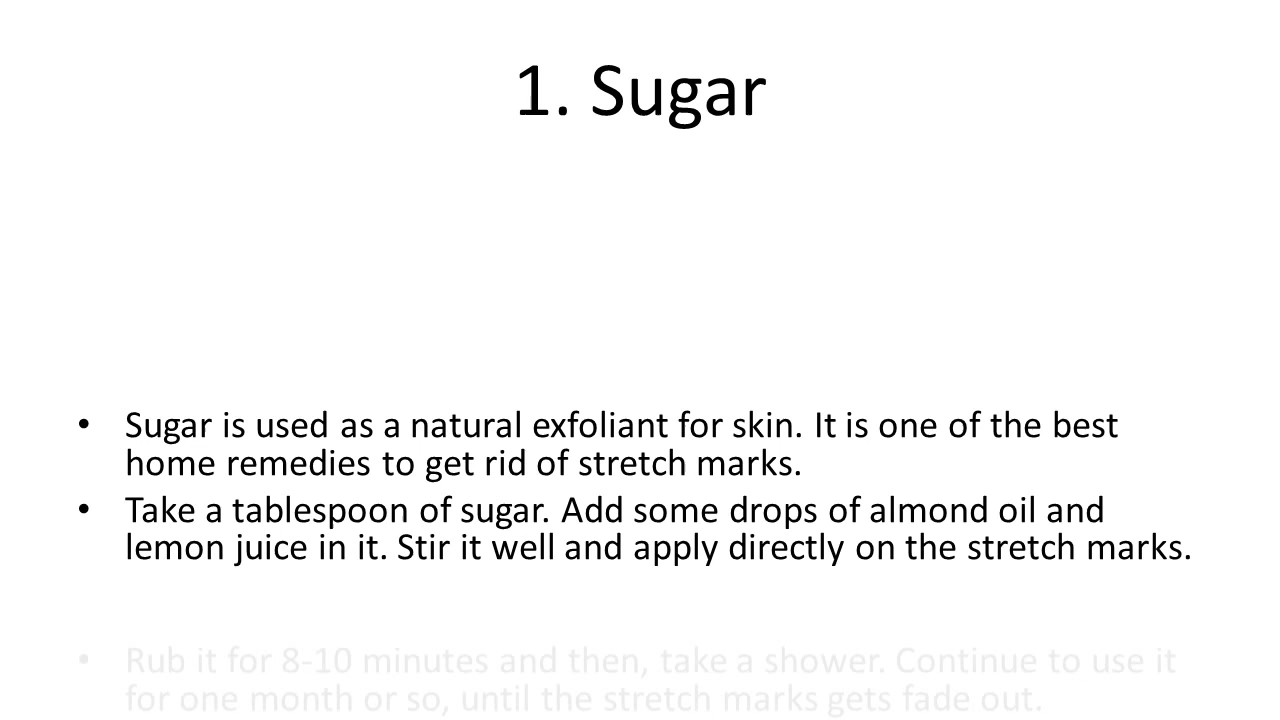 1. Sugar
• Sugar is used as a natural exfoliant for skin. It is one of the best
home remedies to get rid of stretch marks.
• Take a tablespoon of sugar. Add some drops of almond oil and
lemon juice in it. Stir it well and apply directly on the stretch marks.
• Rub it for 8-10 minutes and then, take a shower. Continue to use it
for one month or so, until the stretch marks gets fade out.